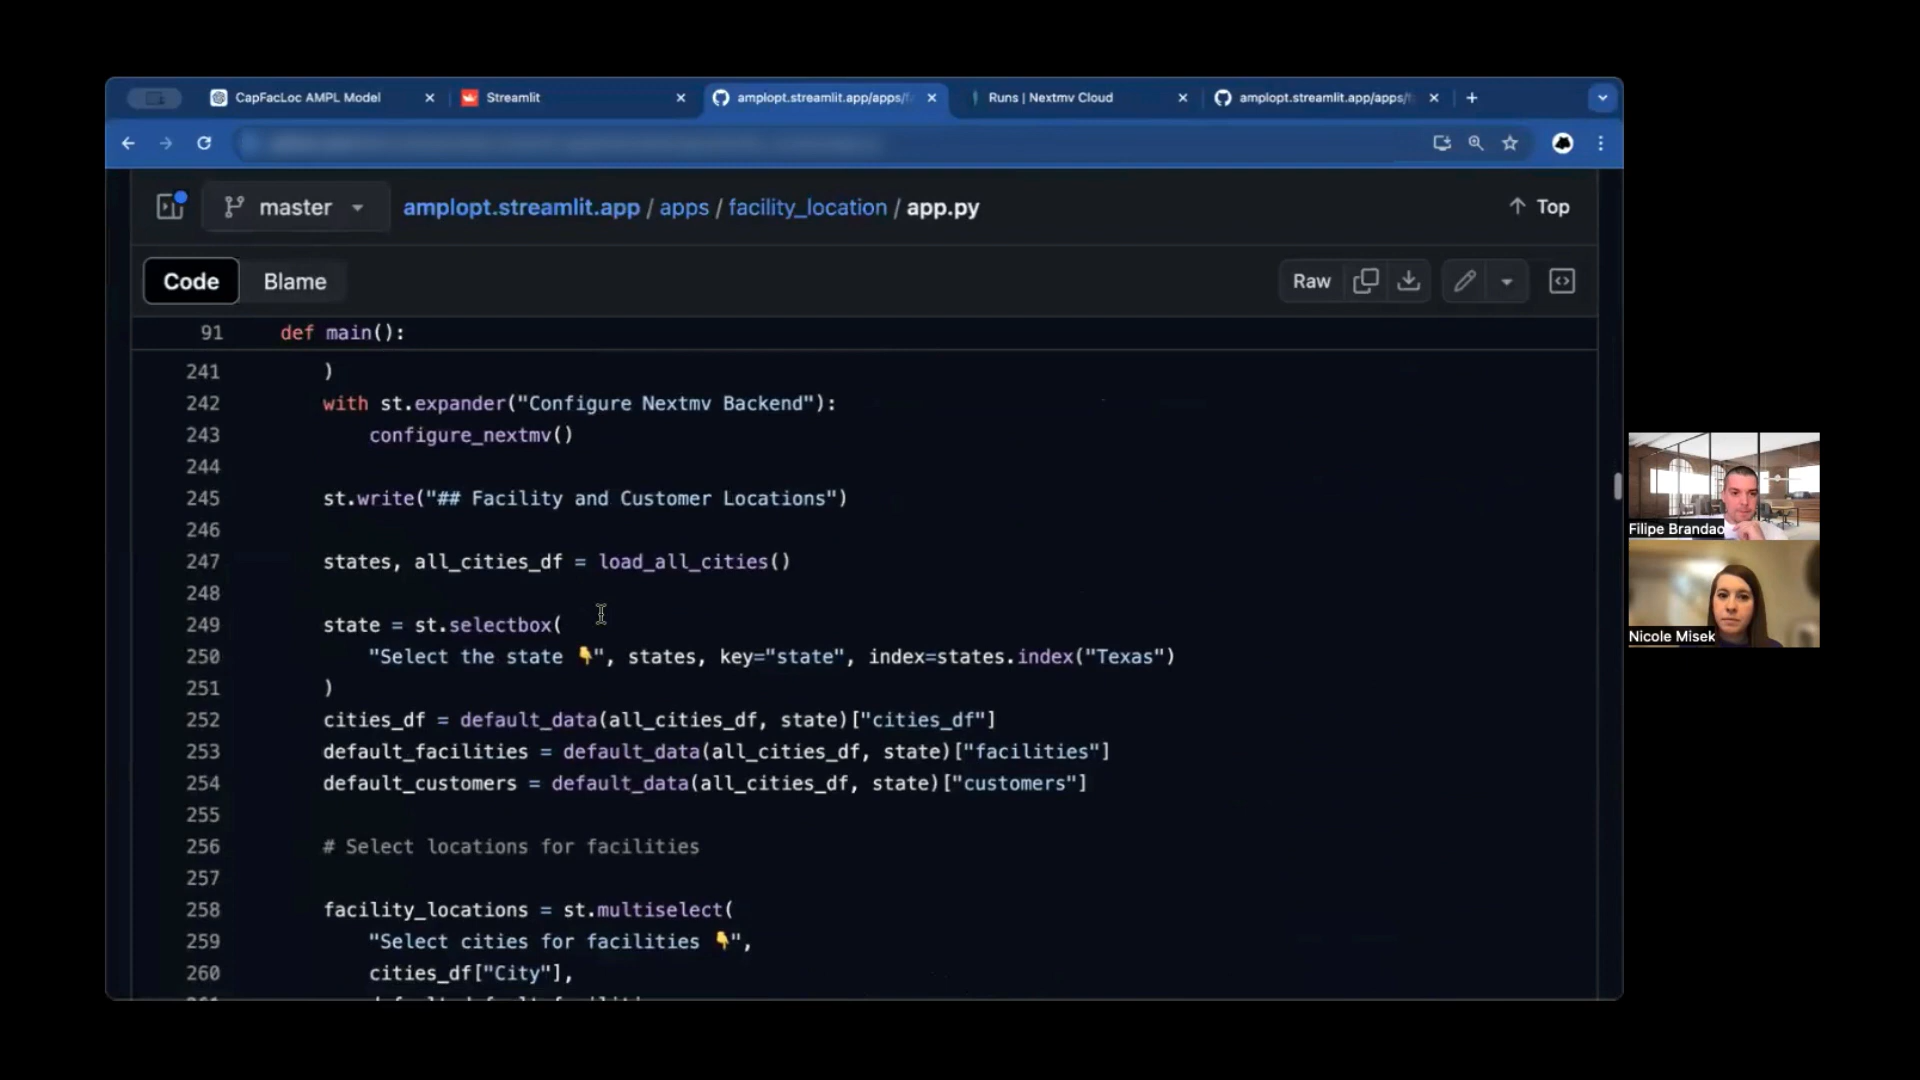 CapFacLoc AMPL Model
Streamlit
amplopt.streamlit.app/apps/f
Runs | Nextmv Cloud
amplopt.streamlit.app/apps/
master
amplopt.streamlit.app / apps / facility_location / app.py
Top
Code
Blame
Raw
91 def main():
241 )
242 with st.expander("Configure Nextmv Backend"):
243 configure_nextmv()
244
245 st.write("## Facility and Customer Locations")
246
247 states, all_cities_df = load_all_cities()
248
249 state = st.selectbox(
250 "Select the state 👇", states, key="state", index=states.index("Texas")
251 )
252 cities_df = default_data(all_cities_df, state)["cities_df"]
253 default_facilities = default_data(all_cities_df, state)["facilities"]
254 default_customers = default_data(all_cities_df, state)["customers"]
255
256 # Select locations for facilities
257
258 facility_locations = st.multiselect(
259 "Select cities for facilities 👇",
260 cities_df["City"],
Filipe Brandao
Nicole Misek